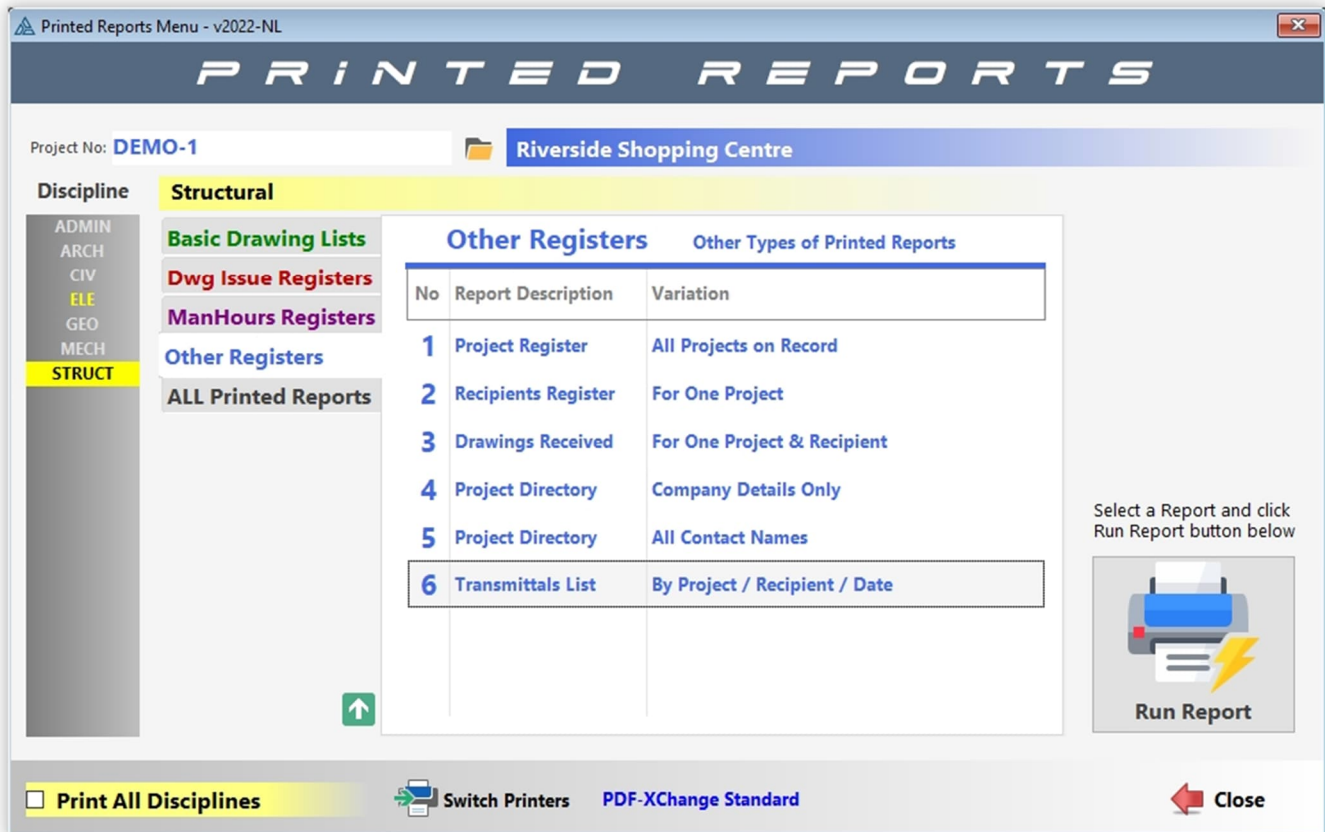 Printed Reports Menu - v2022-NL
PRiNTED REPORTS
Project No: DEMO-1 Riverside Shopping Centre
Discipline Structural
ADMIN
ARCH
CIV
ELE
GEO
MECH
STRUCT
Basic Drawing Lists
Dwg Issue Registers
ManHours Registers
Other Registers
ALL Printed Reports
Other Registers Other Types of Printed Reports
No Report Description Variation
1 Project Register All Projects on Record
2 Recipients Register For One Project
3 Drawings Received For One Project & Recipient
4 Project Directory Company Details Only
5 Project Directory All Contact Names
6 Transmittals List By Project / Recipient / Date
Select a Report and click
Run Report button below
Run Report
Print All Disciplines Switch Printers PDF-XChange Standard Close